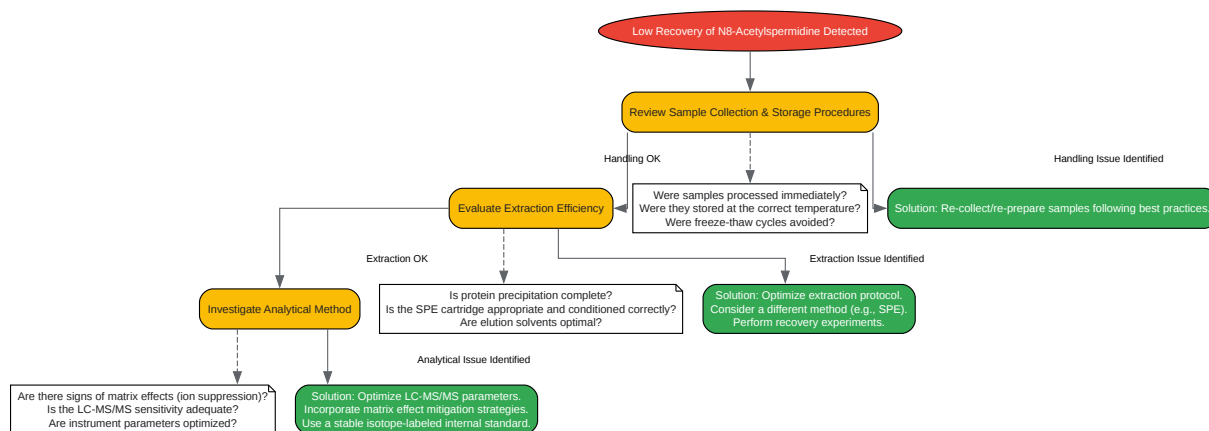 Low Recovery of N8-Acetylspermidine Detected
Review Sample Collection & Storage Procedures
Handling OK
Handling Issue Identified
Were samples processed immediately?
Were they stored at the correct temperature?
Were freeze-thaw cycles avoided?
Evaluate Extraction Efficiency
Solution: Re-collect/re-prepare samples following best practices.
Extraction OK
Extraction Issue Identified
Is protein precipitation complete?
Is the SPE cartridge appropriate and conditioned correctly?
Are elution solvents optimal?
Solution: Optimize extraction protocol.
Consider a different method (e.g., SPE).
Perform recovery experiments.
Investigate Analytical Method
Analytical Issue Identified
Are there signs of matrix effects (ion suppression)?
Is the LC-MS/MS sensitivity adequate?
Are instrument parameters optimized?
Solution: Optimize LC-MS/MS parameters.
Incorporate matrix effect mitigation strategies.
Use a stable isotope-labeled internal standard.